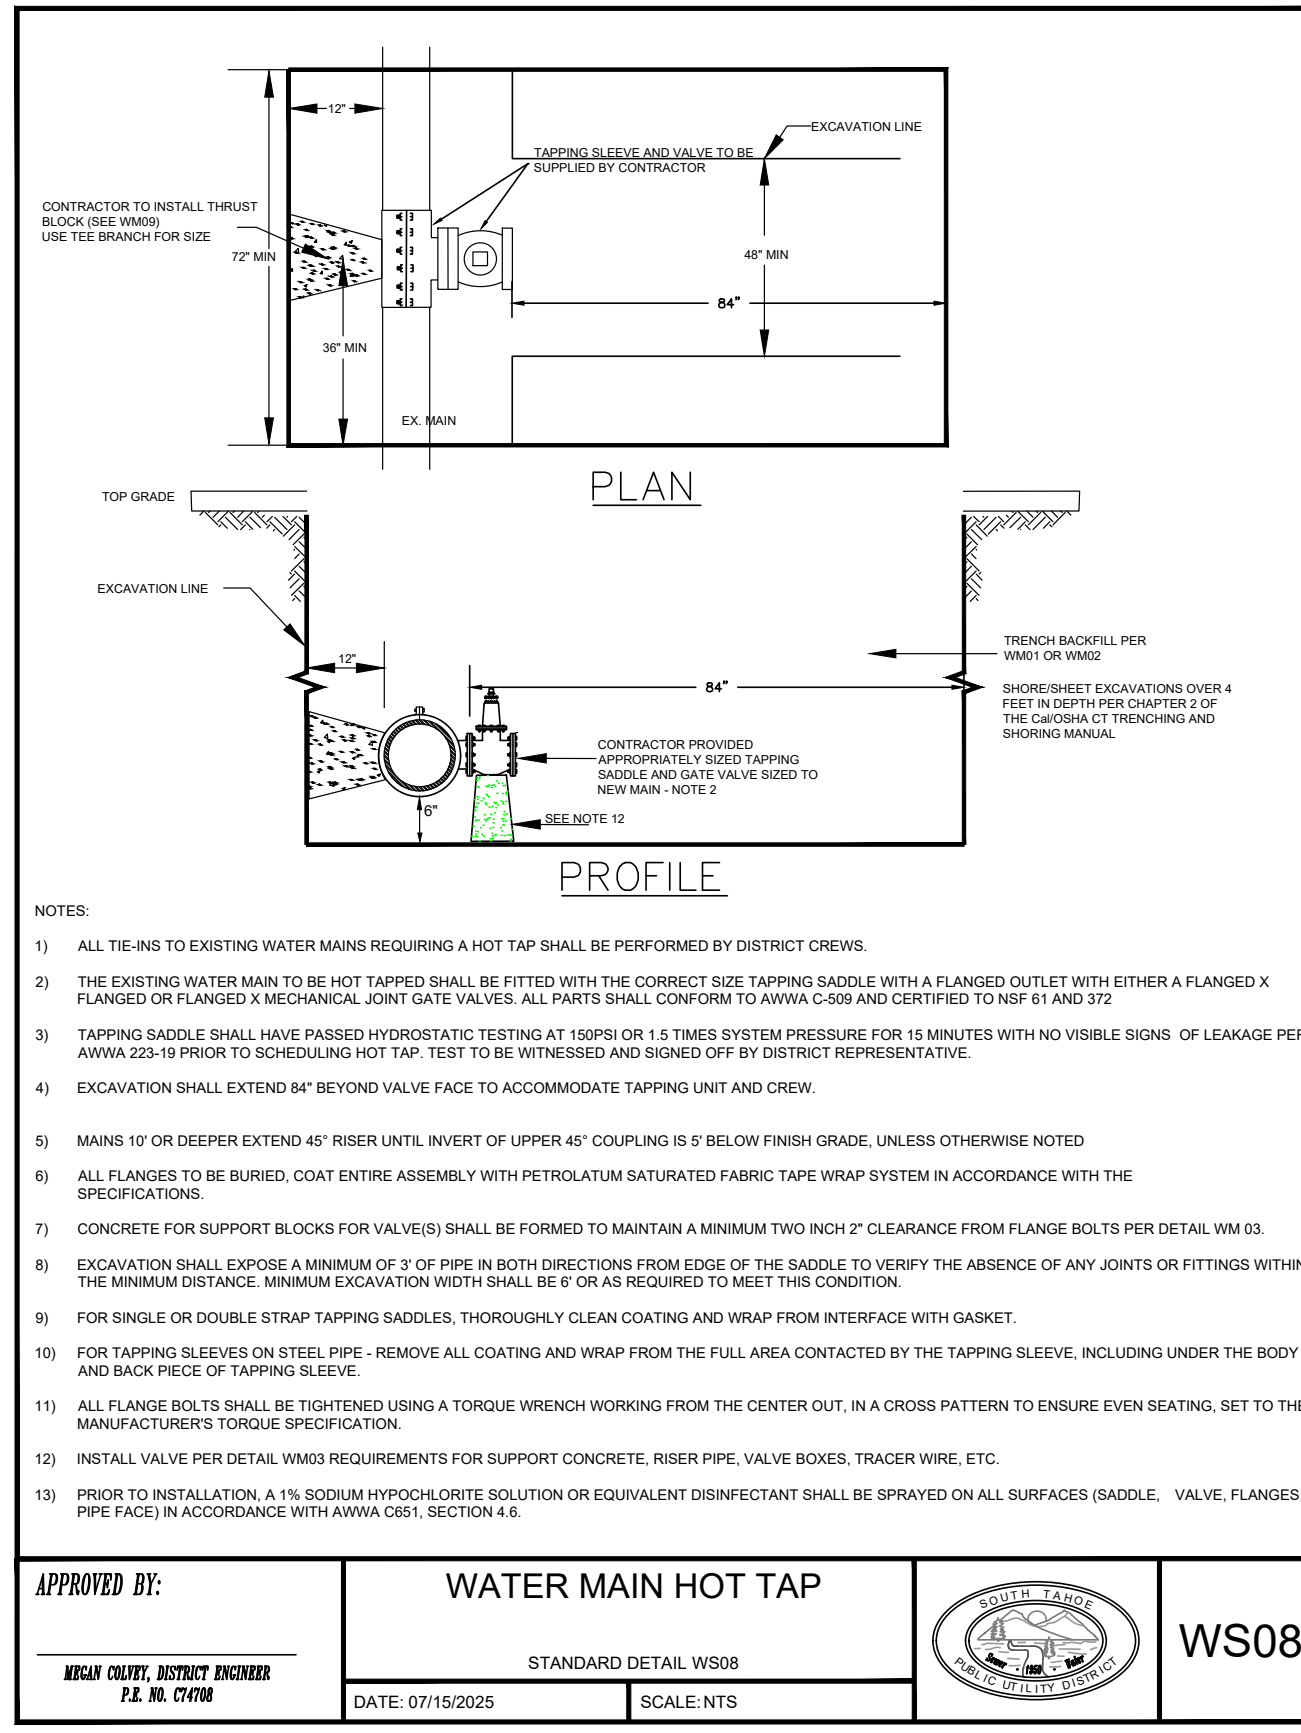 12"
EXCAVATION LINE
TAPPING SLEEVE AND VALVE TO BE
SUPPLIED BY CONTRACTOR
CONTRACTOR TO INSTALL THRUST
BLOCK (SEE WM09)
USE TEE BRANCH FOR SIZE
72" MIN
48" MIN
84"
36" MIN
EX. MAIN
PLAN
TOP GRADE
EXCAVATION LINE
12"
TRENCH BACKFILL PER
WM01 OR WM02
84"
SHORE/SHEET EXCAVATIONS OVER 4
FEET IN DEPTH PER CHAPTER 2 OF
THE Cal/OSHA CT TRENCHING AND
SHORING MANUAL
CONTRACTOR PROVIDED
APPROPRIATELY SIZED TAPPING
SADDLE AND GATE VALVE SIZED TO
NEW MAIN - NOTE 2
6"
SEE NOTE 12
PROFILE
NOTES:
1) ALL TIE-INS TO EXISTING WATER MAINS REQUIRING A HOT TAP SHALL BE PERFORMED BY DISTRICT CREWS.
2) THE EXISTING WATER MAIN TO BE HOT TAPPED SHALL BE FITTED WITH THE CORRECT SIZE TAPPING SADDLE WITH A FLANGED OUTLET WITH EITHER A FLANGED X
FLANGED OR FLANGED X MECHANICAL JOINT GATE VALVES. ALL PARTS SHALL CONFORM TO AWWA C-509 AND CERTIFIED TO NSF 61 AND 372
3) TAPPING SADDLE SHALL HAVE PASSED HYDROSTATIC TESTING AT 150PSI OR 1.5 TIMES SYSTEM PRESSURE FOR 15 MINUTES WITH NO VISIBLE SIGNS OF LEAKAGE PER
AWWA 223-19 PRIOR TO SCHEDULING HOT TAP. TEST TO BE WITNESSED AND SIGNED OFF BY DISTRICT REPRESENTATIVE.
4) EXCAVATION SHALL EXTEND 84" BEYOND VALVE FACE TO ACCOMMODATE TAPPING UNIT AND CREW.
5) MAINS 10' OR DEEPER EXTEND 45° RISER UNTIL INVERT OF UPPER 45° COUPLING IS 5' BELOW FINISH GRADE, UNLESS OTHERWISE NOTED
6) ALL FLANGES TO BE BURIED, COAT ENTIRE ASSEMBLY WITH PETROLATUM SATURATED FABRIC TAPE WRAP SYSTEM IN ACCORDANCE WITH THE
SPECIFICATIONS.
7) CONCRETE FOR SUPPORT BLOCKS FOR VALVE(S) SHALL BE FORMED TO MAINTAIN A MINIMUM TWO INCH 2" CLEARANCE FROM FLANGE BOLTS PER DETAIL WM 03.
8) EXCAVATION SHALL EXPOSE A MINIMUM OF 3' OF PIPE IN BOTH DIRECTIONS FROM EDGE OF THE SADDLE TO VERIFY THE ABSENCE OF ANY JOINTS OR FITTINGS WITHIN
THE MINIMUM DISTANCE. MINIMUM EXCAVATION WIDTH SHALL BE 6' OR AS REQUIRED TO MEET THIS CONDITION.
9) FOR SINGLE OR DOUBLE STRAP TAPPING SADDLES, THOROUGHLY CLEAN COATING AND WRAP FROM INTERFACE WITH GASKET.
10) FOR TAPPING SLEEVES ON STEEL PIPE - REMOVE ALL COATING AND WRAP FROM THE FULL AREA CONTACTED BY THE TAPPING SLEEVE, INCLUDING UNDER THE BODY
AND BACK PIECE OF TAPPING SLEEVE.
11) ALL FLANGE BOLTS SHALL BE TIGHTENED USING A TORQUE WRENCH WORKING FROM THE CENTER OUT, IN A CROSS PATTERN TO ENSURE EVEN SEATING, SET TO THE
MANUFACTURER'S TORQUE SPECIFICATION.
12) INSTALL VALVE PER DETAIL WM03 REQUIREMENTS FOR SUPPORT CONCRETE, RISER PIPE, VALVE BOXES, TRACER WIRE, ETC.
13) PRIOR TO INSTALLATION, A 1% SODIUM HYPOCHLORITE SOLUTION OR EQUIVALENT DISINFECTANT SHALL BE SPRAYED ON ALL SURFACES (SADDLE, VALVE, FLANGES,
PIPE FACE) IN ACCORDANCE WITH AWWA C651, SECTION 4.6.
APPROVED BY:
MEGAN COLVEY, DISTRICT ENGINEER
P.E. NO. C74708
WATER MAIN HOT TAP
STANDARD DETAIL WS08
DATE: 07/15/2025
SCALE: NTS
SOUTH TAHOE
Sewer · 1950 · Water
PUBLIC UTILITY DISTRICT
WS08